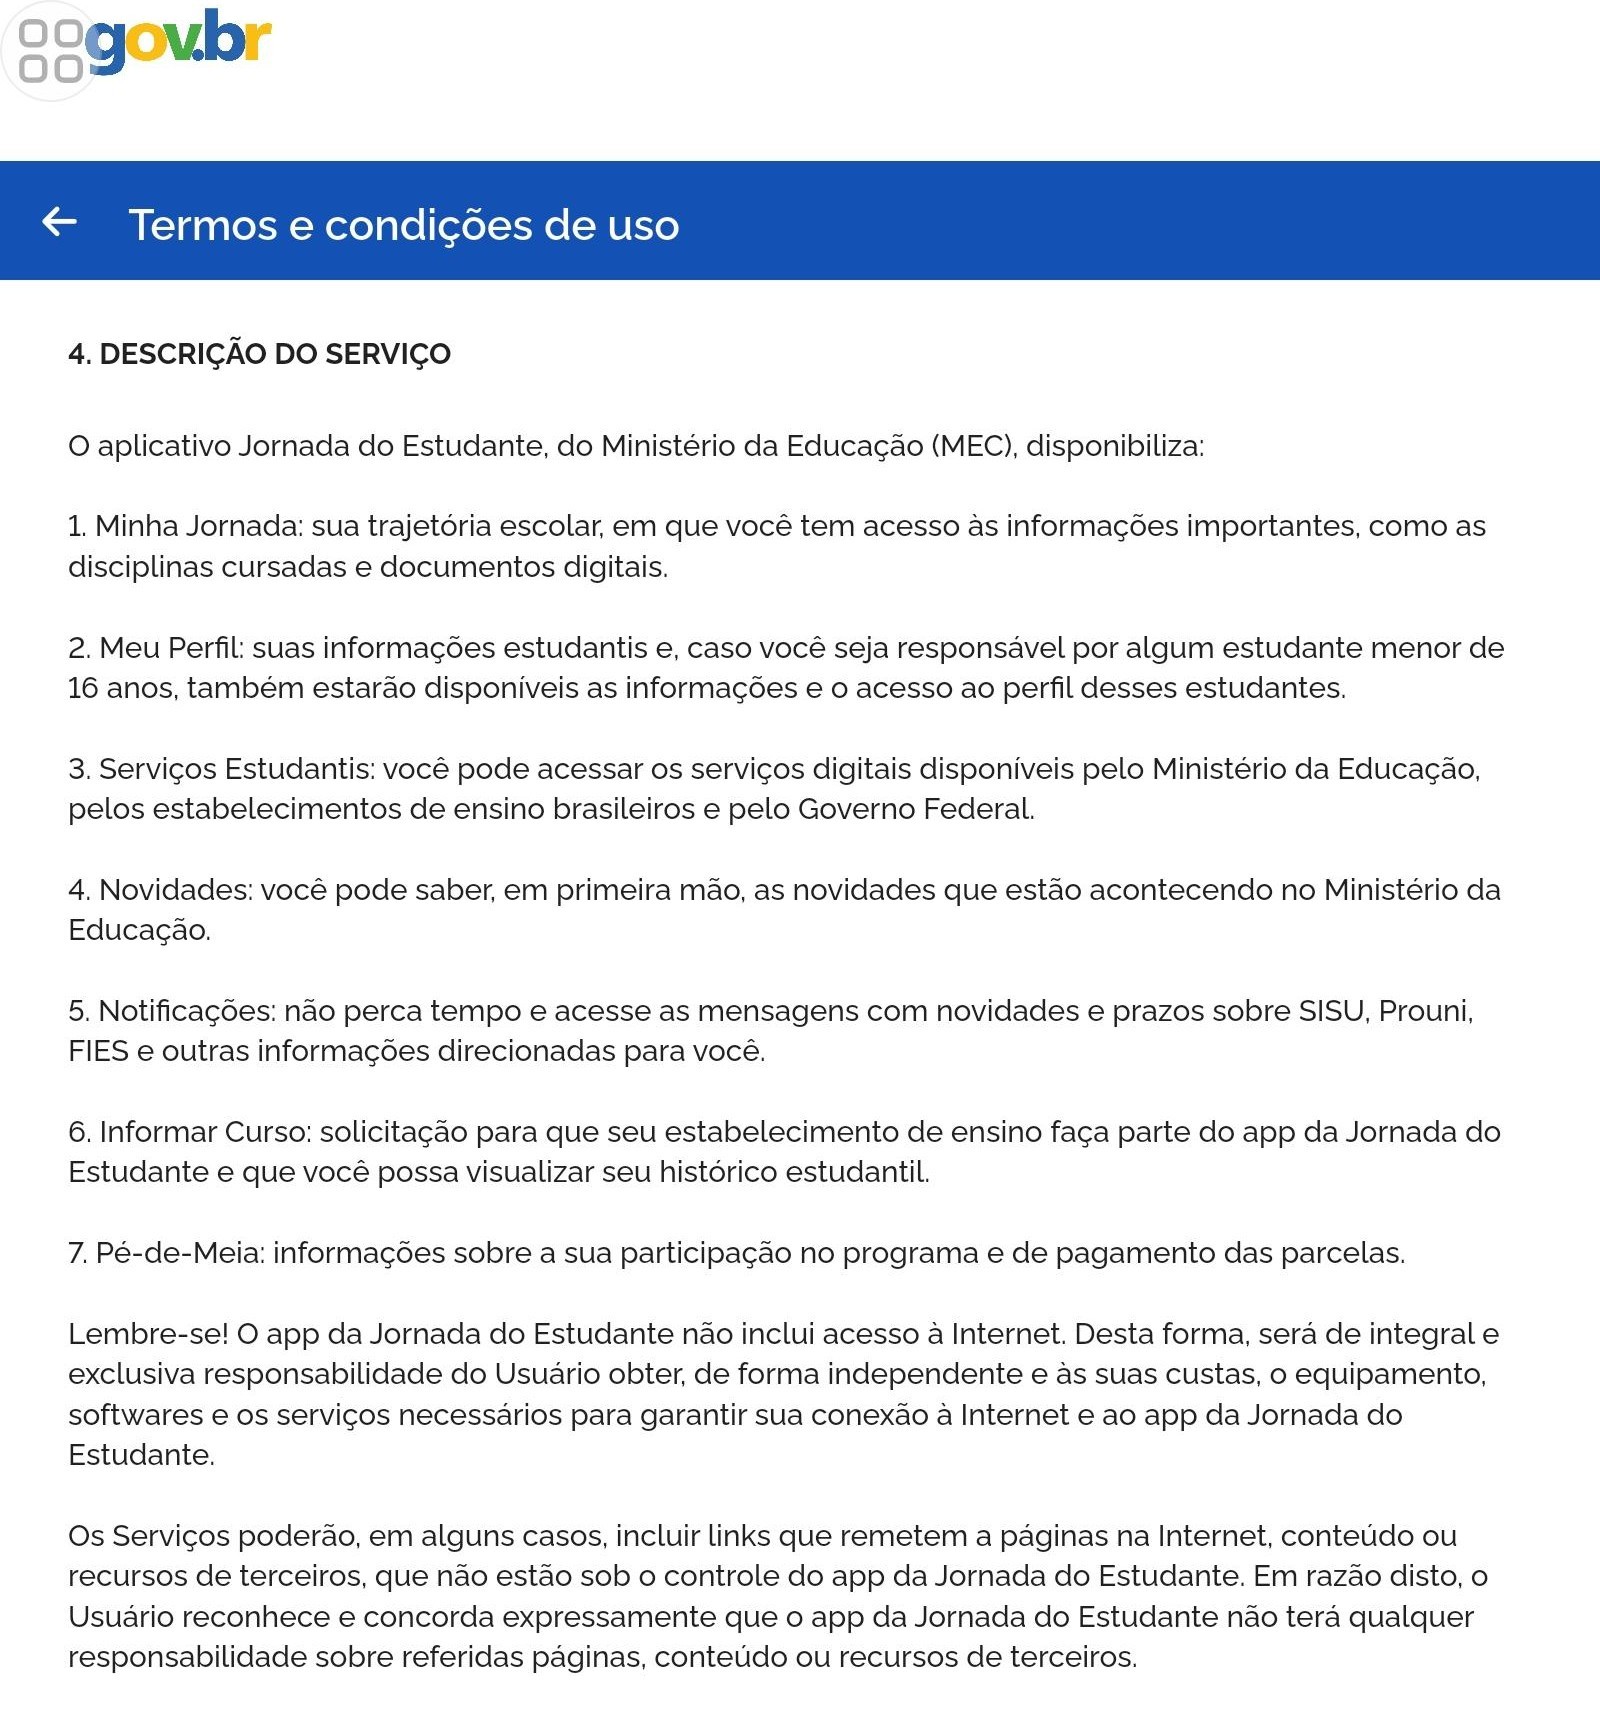 gov.br
Termos e condições de uso
4. DESCRIÇÃO DO SERVIÇO
O aplicativo Jornada do Estudante, do Ministério da Educação (MEC), disponibiliza:
1. Minha Jornada: sua trajetória escolar, em que você tem acesso às informações importantes, como as
disciplinas cursadas e documentos digitais.
2. Meu Perfil: suas informações estudantis e, caso você seja responsável por algum estudante menor de
16 anos, também estarão disponíveis as informações e o acesso ao perfil desses estudantes.
3. Serviços Estudantis: você pode acessar os serviços digitais disponíveis pelo Ministério da Educação,
pelos estabelecimentos de ensino brasileiros e pelo Governo Federal.
4. Novidades: você pode saber, em primeira mão, as novidades que estão acontecendo no Ministério da
Educação.
5. Notificações: não perca tempo e acesse as mensagens com novidades e prazos sobre SISU, Prouni,
FIES e outras informações direcionadas para você.
6. Informar Curso: solicitação para que seu estabelecimento de ensino faça parte do app da Jornada do
Estudante e que você possa visualizar seu histórico estudantil.
7. Pé-de-Meia: informações sobre a sua participação no programa e de pagamento das parcelas.
Lembre-se! O app da Jornada do Estudante não inclui acesso à Internet. Desta forma, será de integral e
exclusiva responsabilidade do Usuário obter, de forma independente e às suas custas, o equipamento,
softwares e os serviços necessários para garantir sua conexão à Internet e ao app da Jornada do
Estudante.
Os Serviços poderão, em alguns casos, incluir links que remetem a páginas na Internet, conteúdo ou
recursos de terceiros, que não estão sob o controle do app da Jornada do Estudante. Em razão disto, o
Usuário reconhece e concorda expressamente que o app da Jornada do Estudante não terá qualquer
responsabilidade sobre referidas páginas, conteúdo ou recursos de terceiros.